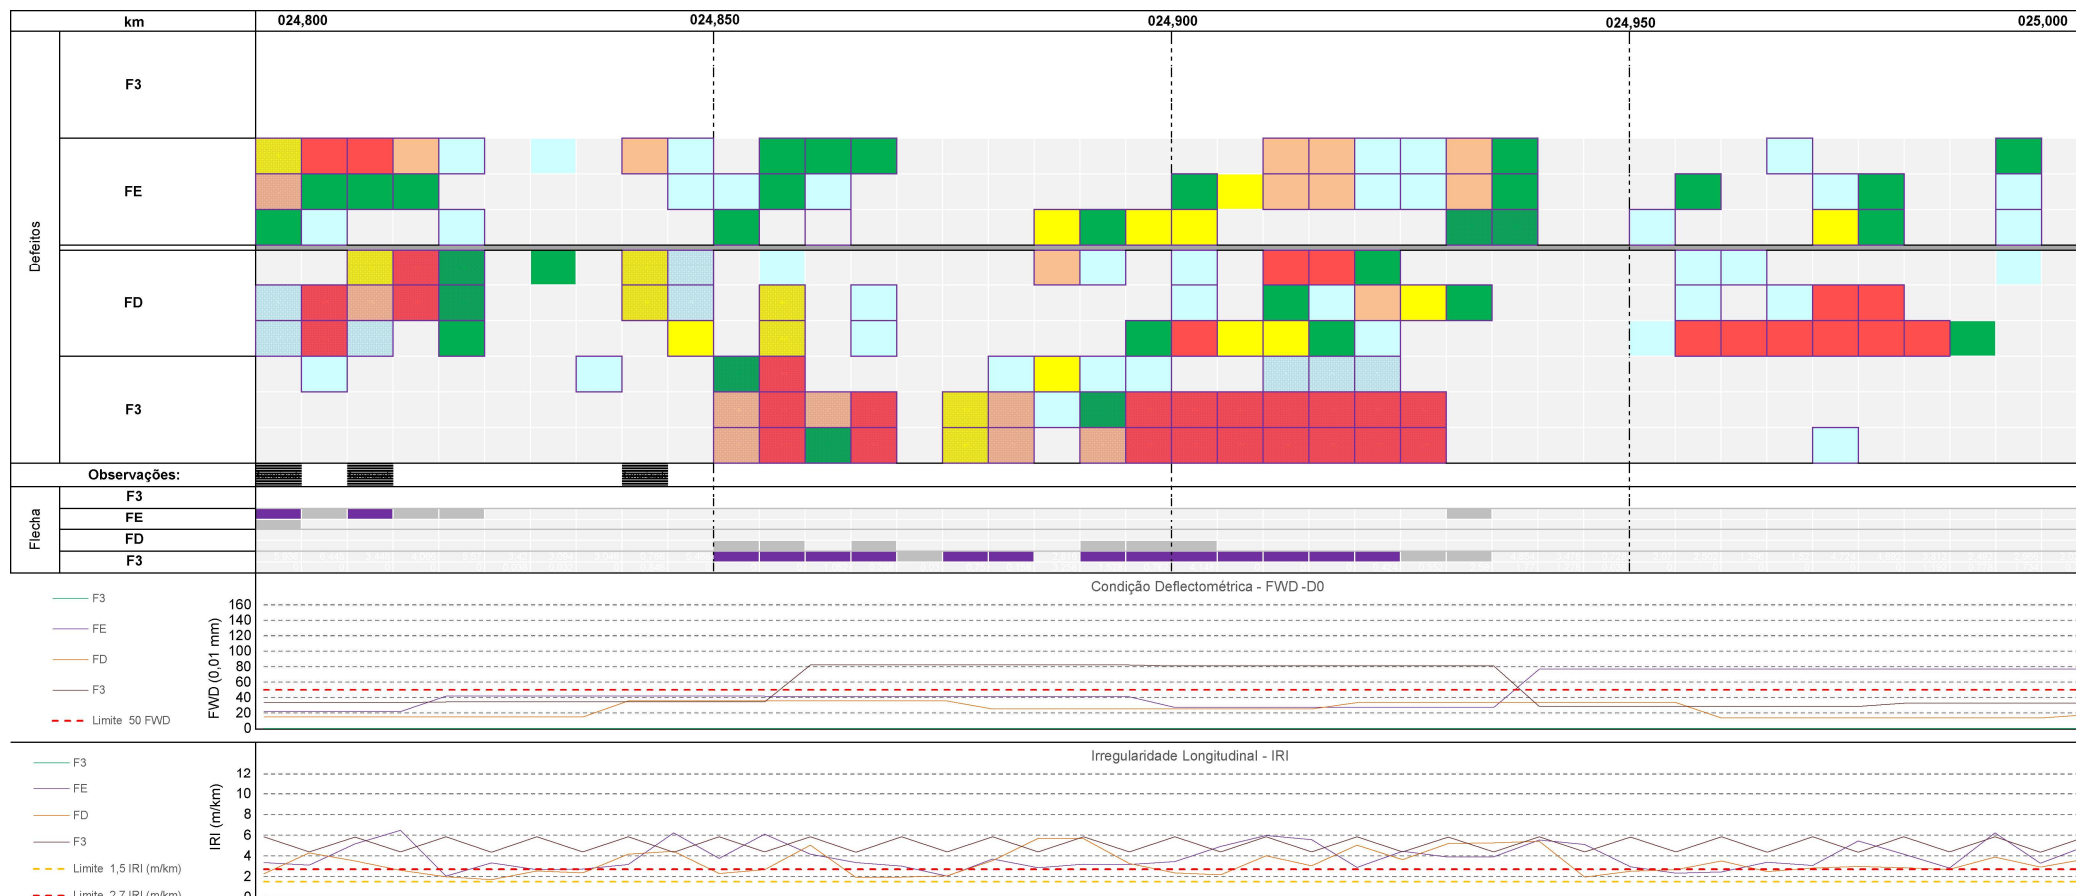 km 024,800 024,850 024,900 024,950 025,000
Defeitos
F3
FE
FD
F3
Observações:
Flecha
F3
FE
FD
F3
Condição Deflectométrica - FWD -D0
F3
FE
FD
F3
Limite 50 FWD
FWD (0,01 mm)
160
140
120
100
80
60
40
20
0
Irregularidade Longitudinal - IRI
F3
FE
FD
F3
Limite 1,5 IRI (m/km)
Limite 2,7 IRI (m/km)
IRI (m/km)
12
10
8
6
4
2
0